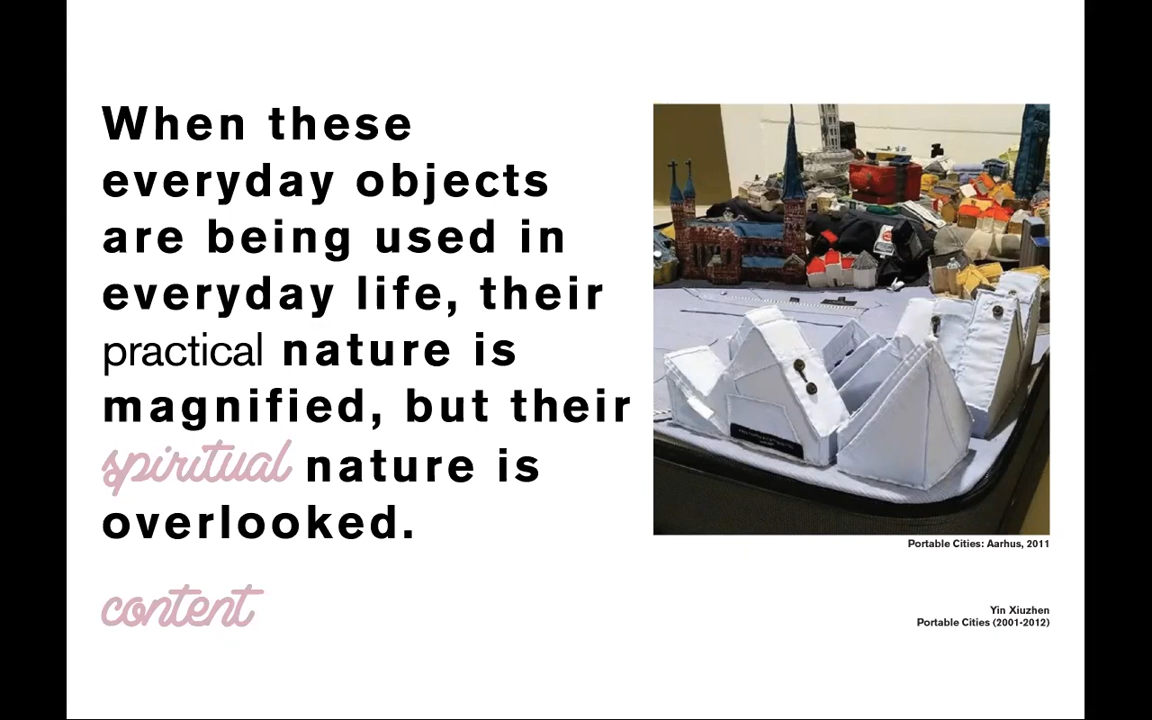 When these
everyday objects
are being used in
everyday life, their
practical nature is
magnified, but their
spiritual nature is
overlooked.
content
Portable Cities: Aarhus, 2011
Yin Xiuzhen
Portable Cities (2001-2012)